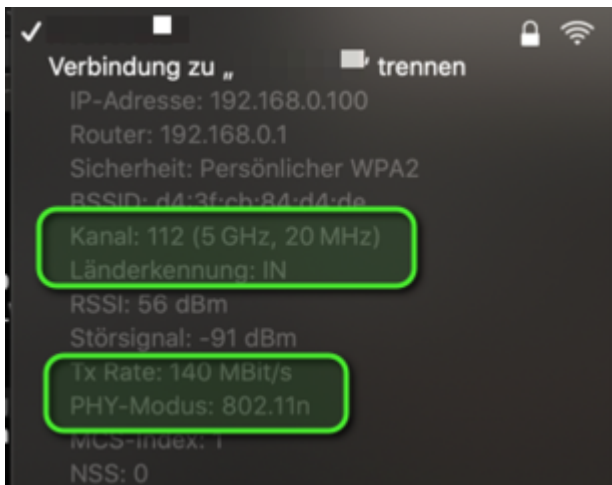 ✓
Verbindung zu „ trennen
IP-Adresse: 192.168.0.100
Router: 192.168.0.1
Sicherheit: Persönlicher WPA2
BSSID: d4:3f:cb:84:d4:de
Kanal: 112 (5 GHz, 20 MHz)
Länderkennung: IN
RSSI: 56 dBm
Störsignal: -91 dBm
Tx Rate: 140 MBit/s
PHY-Modus: 802.11n
MCS-Index: 1
NSS: 0